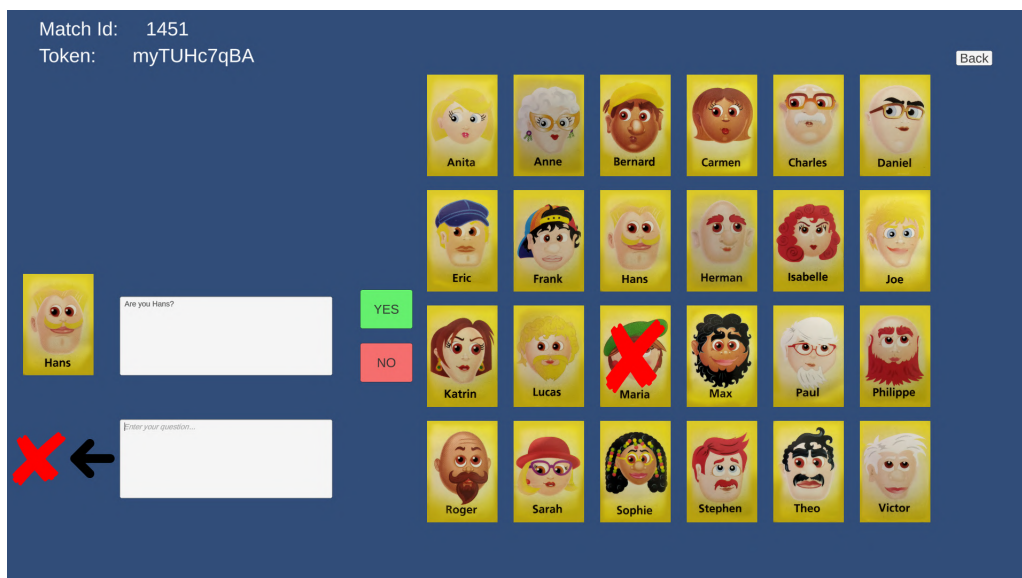 Match Id: 1451
Token: myTUHc7qBA
Back
Anita Anne Bernard Carmen Charles Daniel
Eric Frank Hans Herman Isabelle Joe
Hans
Are you Hans?
YES
NO
Katrin Lucas Maria Max Paul Philippe
Enter your question...
Roger Sarah Sophie Stephen Theo Victor